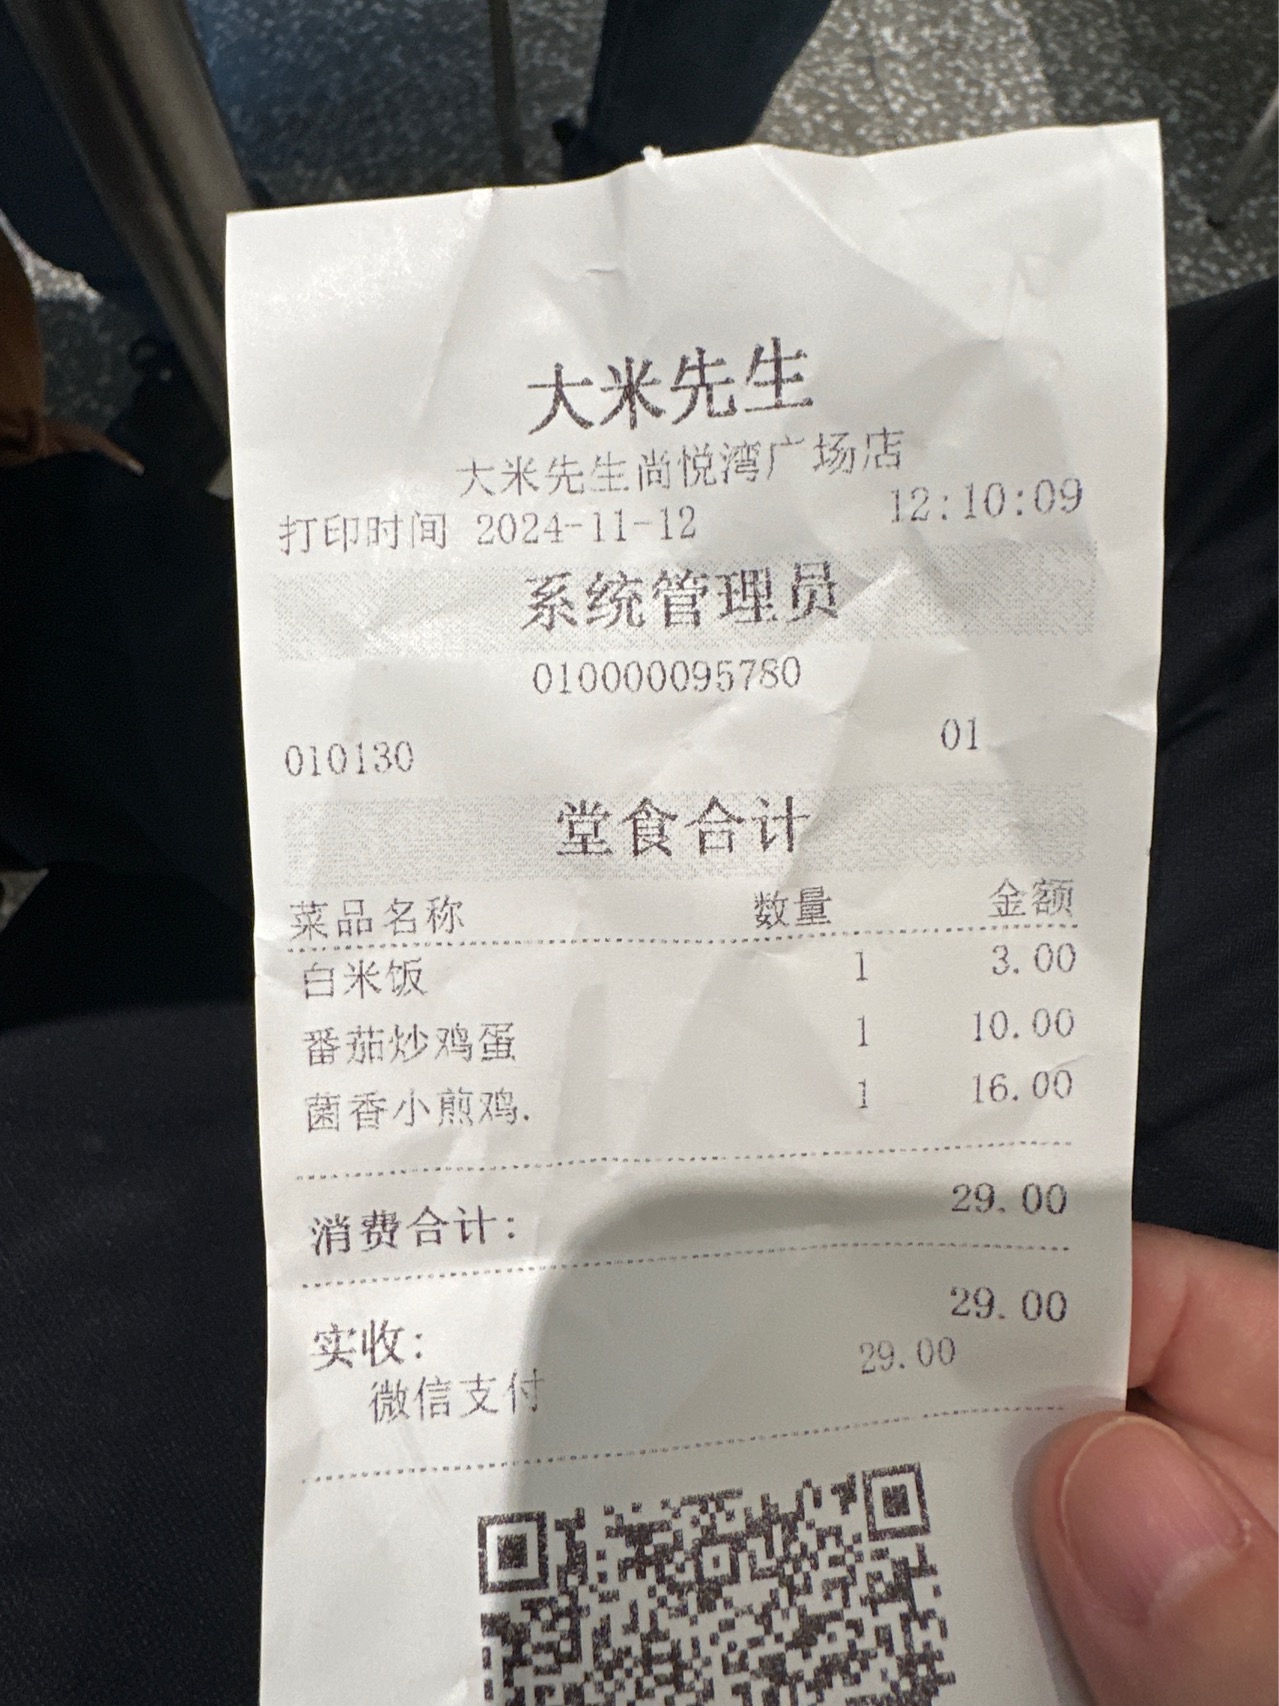 大米先生
大米先生尚悦湾广场店
打印时间 2024-11-12 12:10:09
系统管理员
010000095780
010130 01
堂食合计
菜品名称 数量 金额
白米饭 1 3.00
番茄炒鸡蛋 1 10.00
菌香小煎鸡. 1 16.00
消费合计: 29.00
实收: 29.00
微信支付 29.00